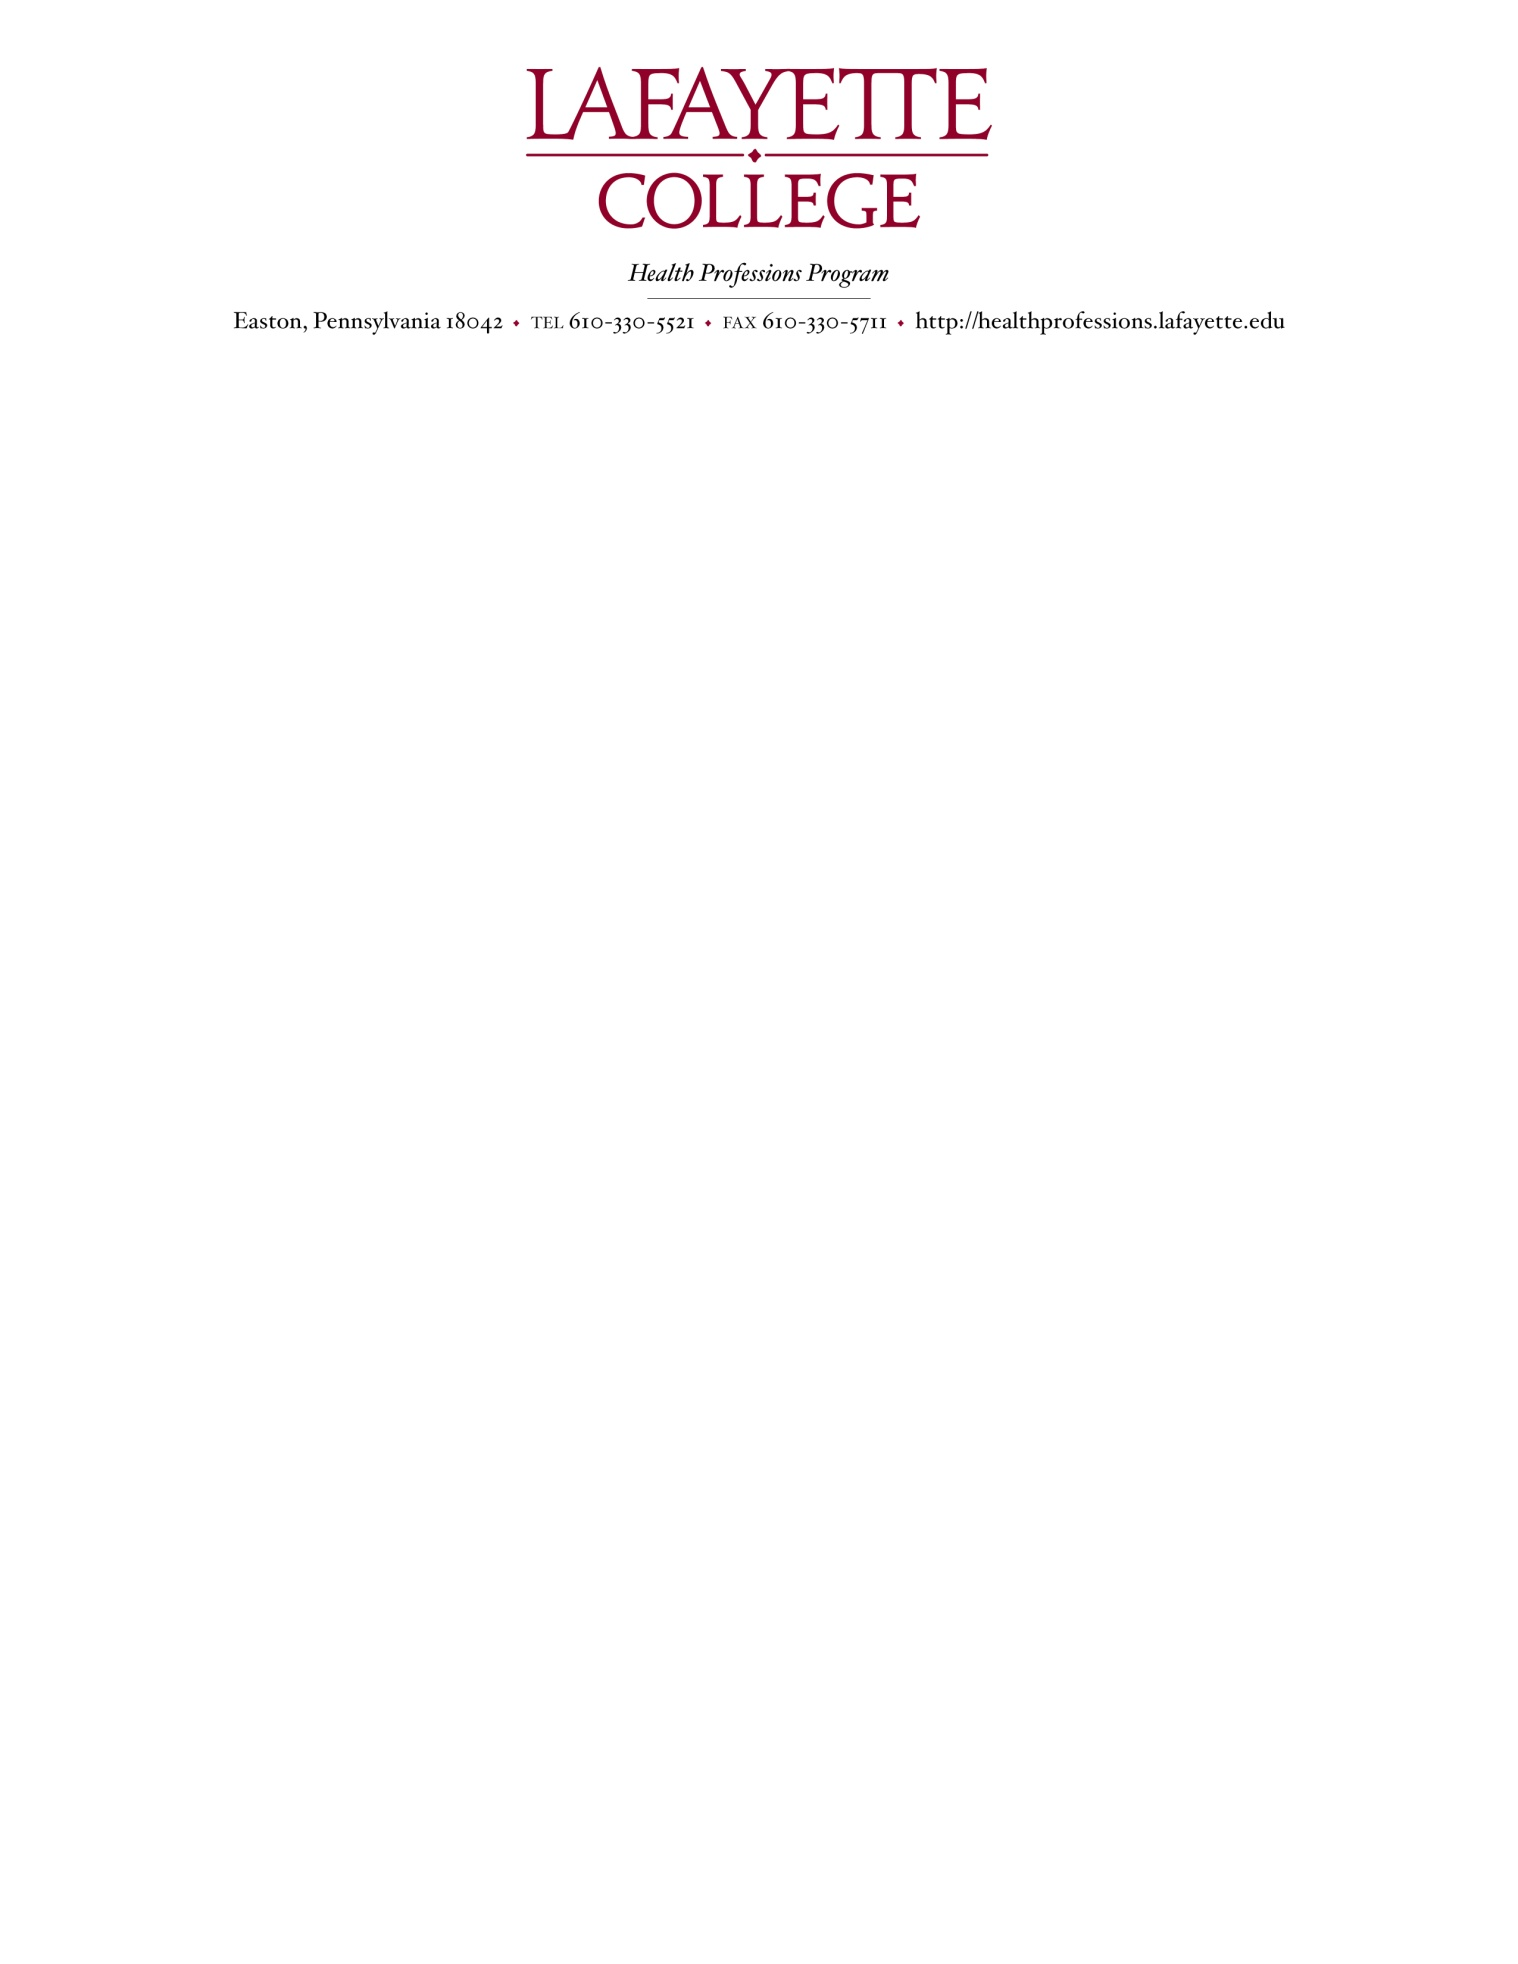 LAFAYETTE
COLLEGE
Health Professions Program
Easton, Pennsylvania 18042 ♦ TEL 610-330-5521 ♦ FAX 610-330-5711 ♦ http://healthprofessions.lafayette.edu